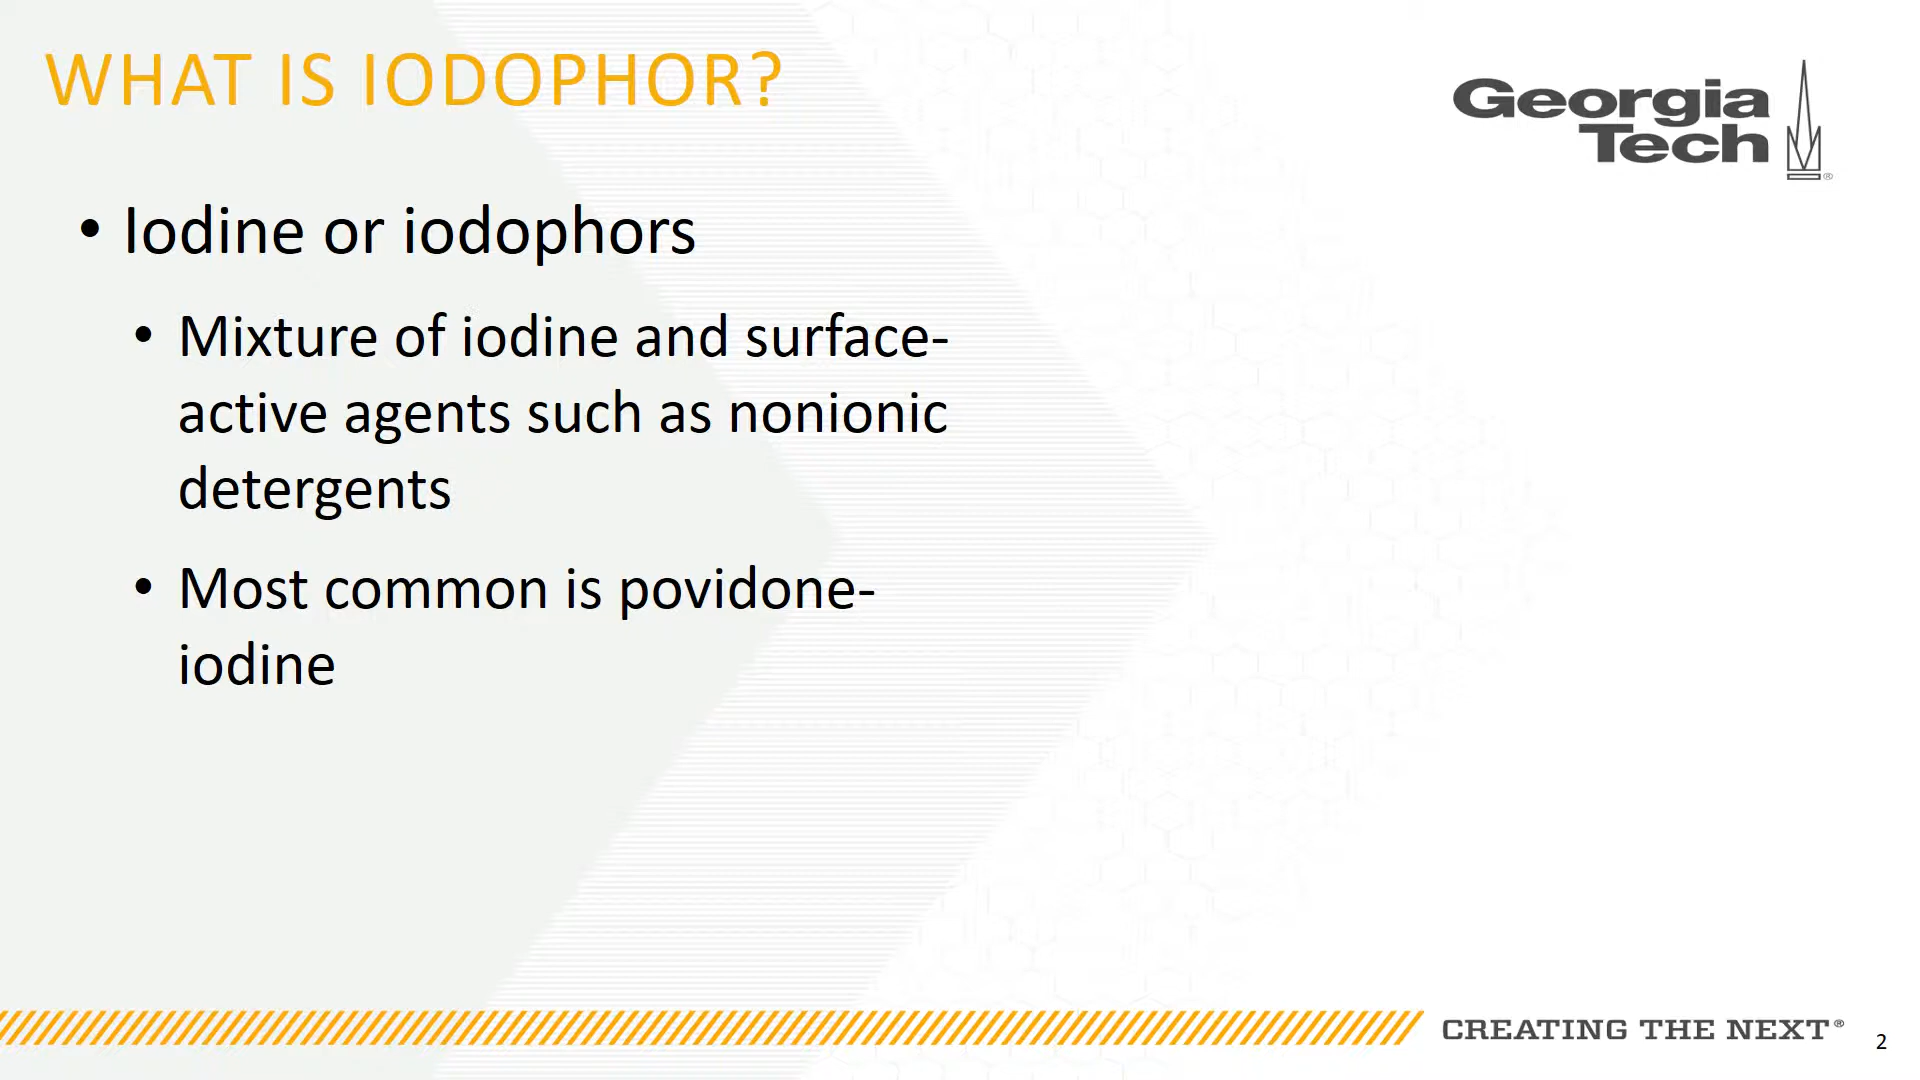 WHAT IS IODOPHOR?
Georgia
Tech
®
• Iodine or iodophors
• Mixture of iodine and surface-
active agents such as nonionic
detergents
• Most common is povidone-
iodine
CREATING THE NEXT®
2